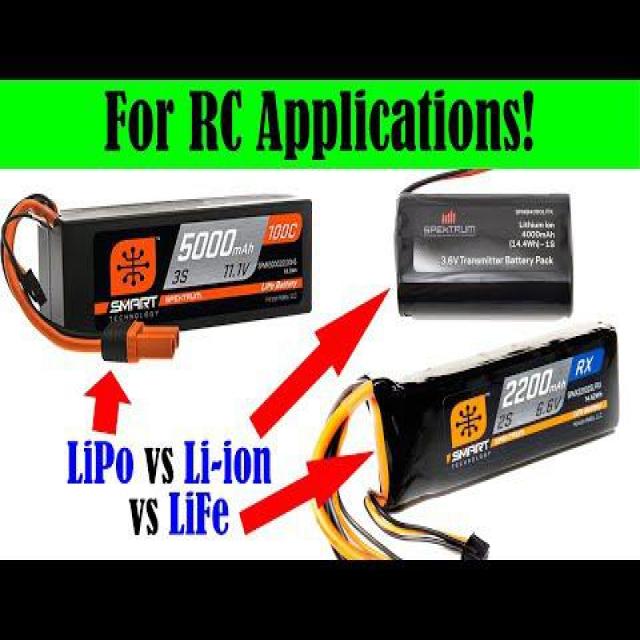 For RC Applications!
5000mAh 100C
3S 11.1V
LiPo Battery
SMART
TECHNOLOGY
SPEKTRUM
SPEKTRUM
Lithium Ion
4000mAh
(14.4Wh) - 1S
3.6V Transmitter Battery Pack
2200mAh RX
2S 6.6V
SMART
TECHNOLOGY
LiPo vs Li-ion
vs LiFe